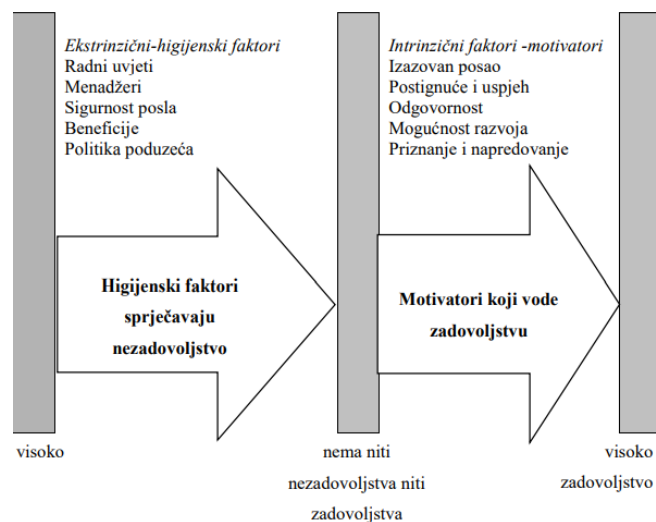 Ekstrinzični-higijenski faktori
Radni uvjeti
Menadžeri
Sigurnost posla
Beneficije
Politika poduzeća
Intrinzični faktori -motivatori
Izazovan posao
Postignuće i uspjeh
Odgovornost
Mogućnost razvoja
Priznanje i napredovanje
Higijenski faktori
sprječavaju
nezadovoljstvo
Motivatori koji vode
zadovoljstvu
visoko
nema niti
nezadovoljstva niti
zadovoljstva
visoko
zadovoljstvo